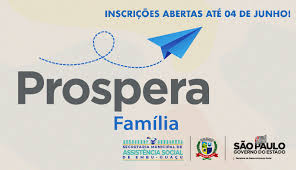 INSCRIÇÕES ABERTAS ATÉ 04 DE JUNHO!
Prospera
Família
SECRETARIA MUNICIPAL DE
ASSISTÊNCIA SOCIAL
DE EMBU-GUAÇU
SÃO PAULO
GOVERNO DO ESTADO